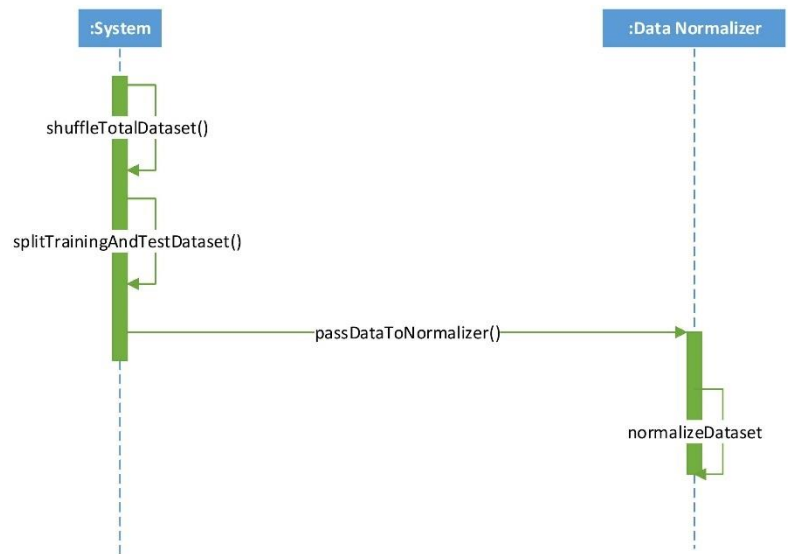 :System
:Data Normalizer
shuffleTotalDataset()
splitTrainingAndTestDataset()
passDataToNormalizer()
normalizeDataset